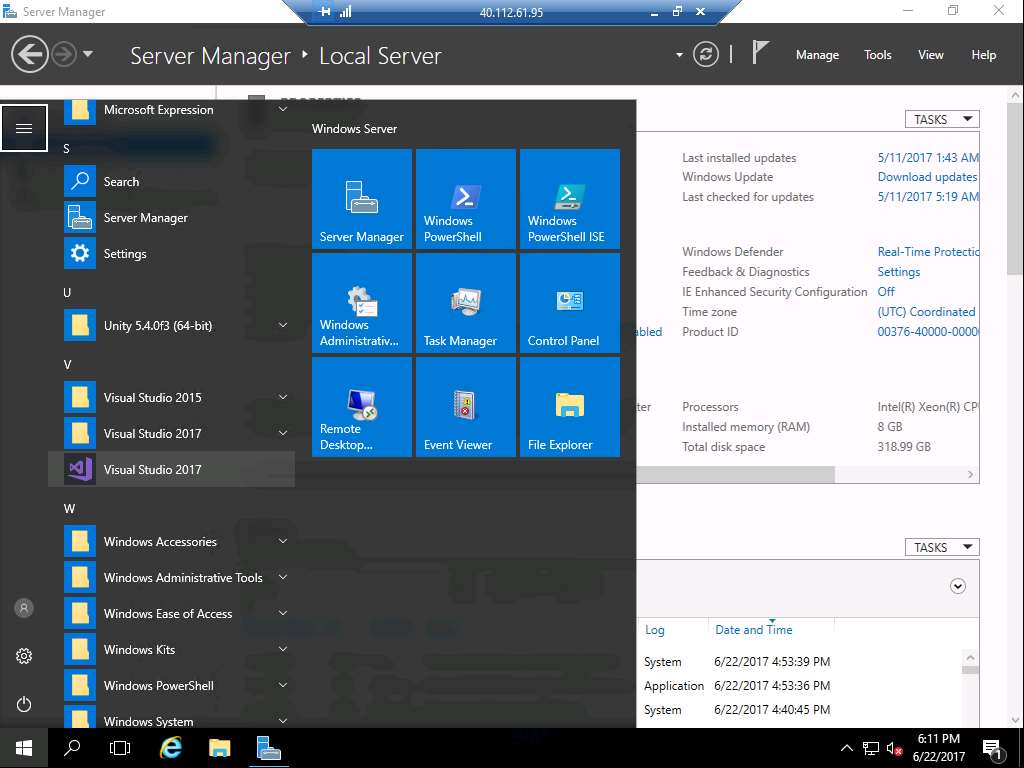 Server Manager
40.112.61.95
Server Manager
Local Server
Manage
Tools
View
Help
Microsoft Expression
S
Search
Server Manager
Settings
U
Unity 5.4.0f3 (64-bit)
V
Visual Studio 2015
Visual Studio 2017
Visual Studio 2017
W
Windows Accessories
Windows Administrative Tools
Windows Ease of Access
Windows Kits
Windows PowerShell
Windows System
Windows Server
Server Manager
Windows
PowerShell
Windows
PowerShell ISE
Windows
Administrativ...
Task Manager
Control Panel
Remote
Desktop...
Event Viewer
File Explorer
TASKS
Last installed updates 5/11/2017 1:43 AM
Windows Update Download updates
Last checked for updates 5/11/2017 5:19 AM
Windows Defender Real-Time Protectio
Feedback & Diagnostics Settings
IE Enhanced Security Configuration Off
Time zone (UTC) Coordinated
abled Product ID 00376-40000-0000
ter Processors Intel(R) Xeon(R) CP
Installed memory (RAM) 8 GB
Total disk space 318.99 GB
TASKS
Log Date and Time
System 6/22/2017 4:53:39 PM
Application 6/22/2017 4:53:36 PM
System 6/22/2017 4:40:45 PM
6:11 PM
6/22/2017
1